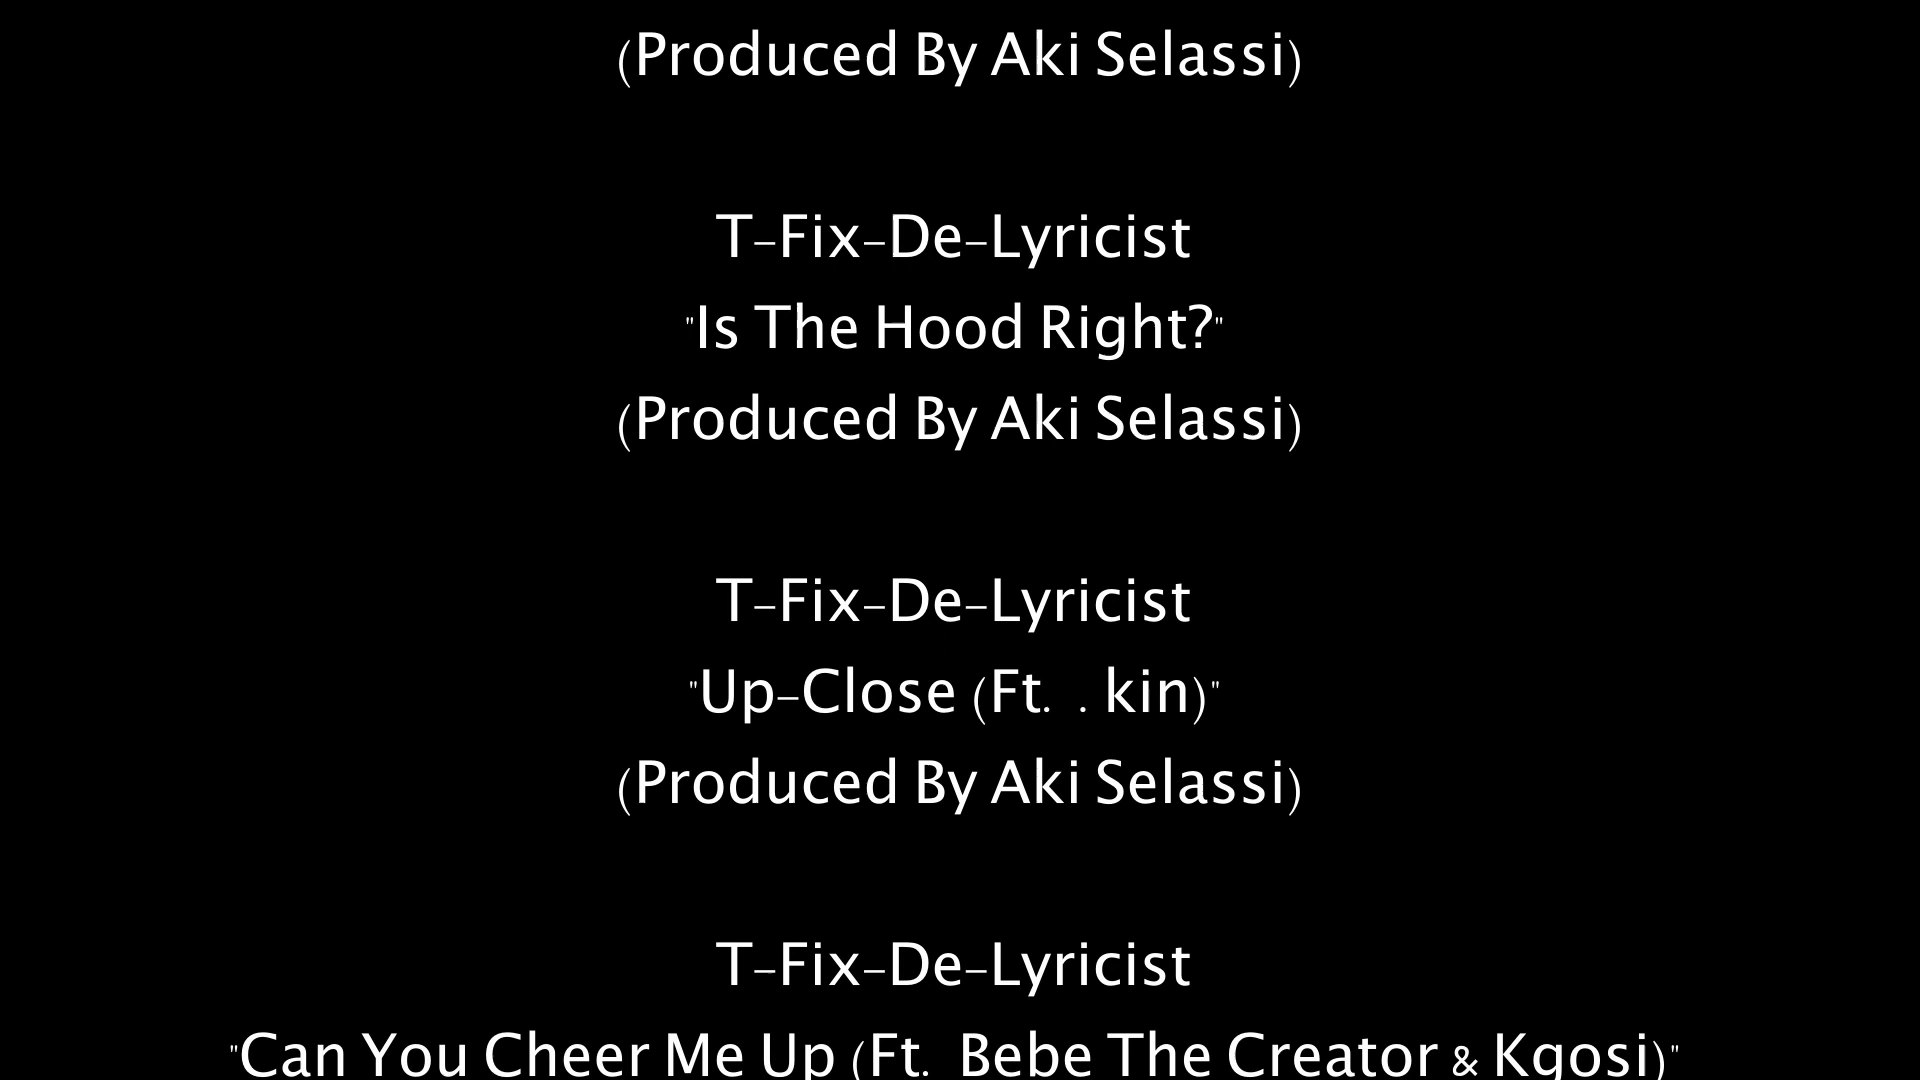 (Produced By Aki Selassi)
T-Fix-De-Lyricist
"Is The Hood Right?"
(Produced By Aki Selassi)
T-Fix-De-Lyricist
"Up-Close (Ft. . kin)"
(Produced By Aki Selassi)
T-Fix-De-Lyricist
"Can You Cheer Me Up (Ft. Bebe The Creator & Kgosi)"